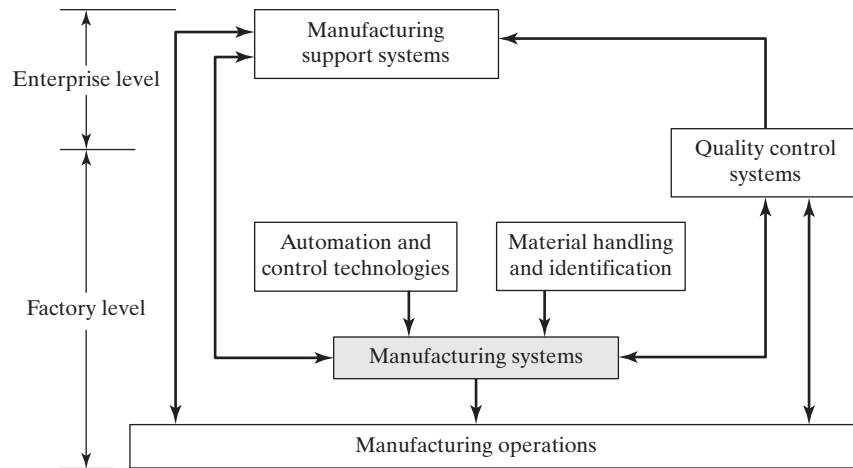 Manufacturing
support systems
Enterprise level
Quality control
systems
Automation and
control technologies
Material handling
and identification
Factory level
Manufacturing systems
Manufacturing operations